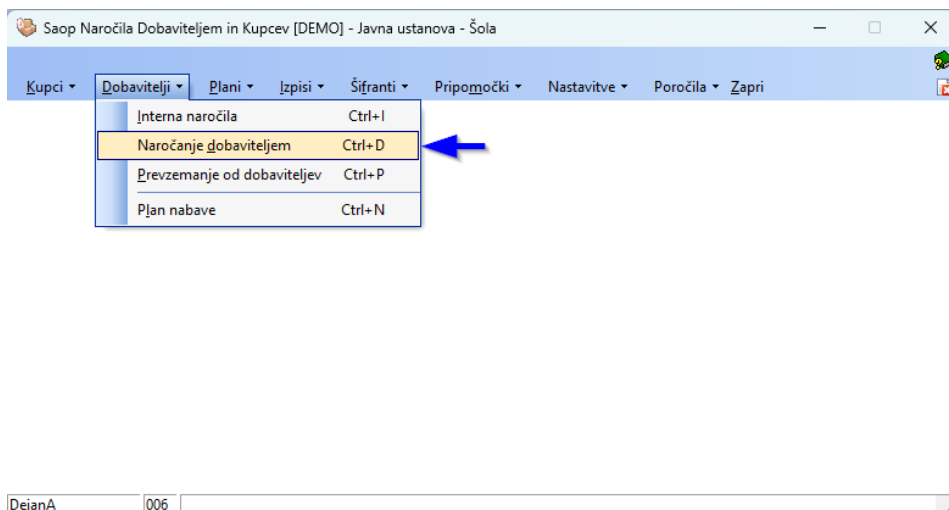 Saop Naročila Dobaviteljem in Kupcev [DEMO] - Javna ustanova - Šola
Kupci Dobavitelji Plani Izpisi Šifranti Pripomočki Nastavitve Poročila Zapri
Interna naročila Ctrl+I
Naročanje dobaviteljem Ctrl+D
Prevzemanje od dobaviteljev Ctrl+P
Plan nabave Ctrl+N
DejanA 006